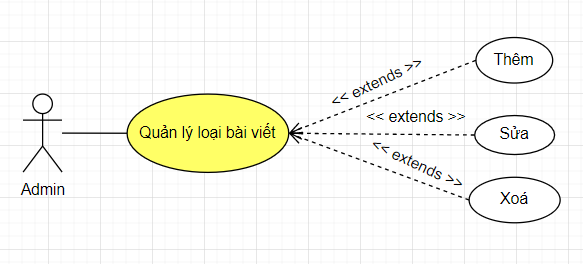 Thêm
<< extends >>
Quản lý loại bài viết
<< extends >>
Sửa
<< extends >>
Xoá
Admin